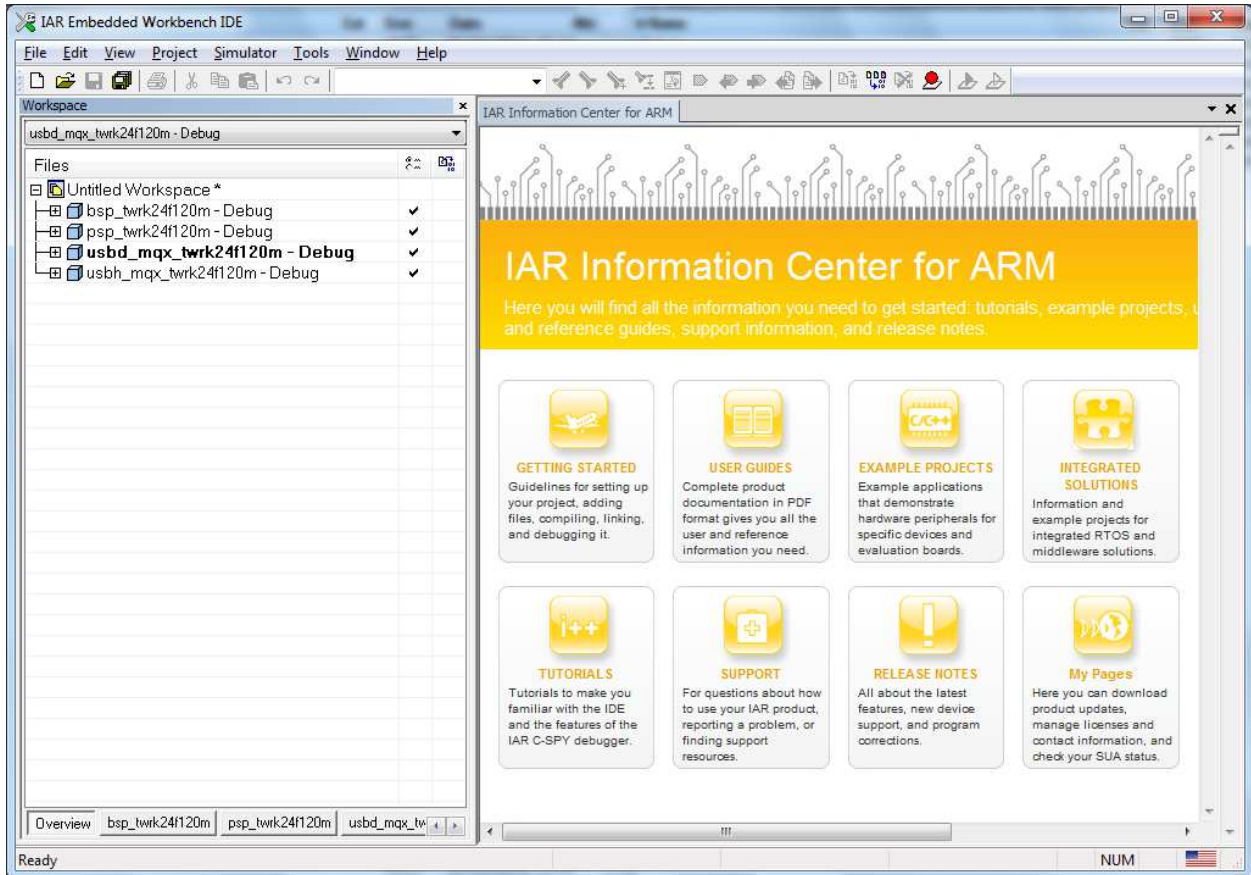 IAR Embedded Workbench IDE
File Edit View Project Simulator Tools Window Help
Workspace
usbd_mqx_twrk24f120m - Debug
Files
Untitled Workspace *
bsp_twrk24f120m - Debug
psp_twrk24f120m - Debug
usbd_mqx_twrk24f120m - Debug
usbh_mqx_twrk24f120m - Debug
Overview bsp_twrk24f120m psp_twrk24f120m usbd_mqx_tw
IAR Information Center for ARM
IAR Information Center for ARM
Here you will find all the information you need to get started: tutorials, example projects, u
and reference guides, support information, and release notes.
GETTING STARTED
Guidelines for setting up
your project, adding
files, compiling, linking,
and debugging it.
USER GUIDES
Complete product
documentation in PDF
format gives you all the
user and reference
information you need.
C/C++
EXAMPLE PROJECTS
Example applications
that demonstrate
hardware peripherals for
specific devices and
evaluation boards.
INTEGRATED
SOLUTIONS
Information and
example projects for
integrated RTOS and
middleware solutions.
i++
TUTORIALS
Tutorials to make you
familiar with the IDE
and the features of the
IAR C-SPY debugger.
SUPPORT
For questions about how
to use your IAR product,
reporting a problem, or
finding support
resources.
RELEASE NOTES
All about the latest
features, new device
support, and program
corrections.
My Pages
Here you can download
product updates,
manage licenses and
contact information, and
check your SUA status.
Ready
NUM